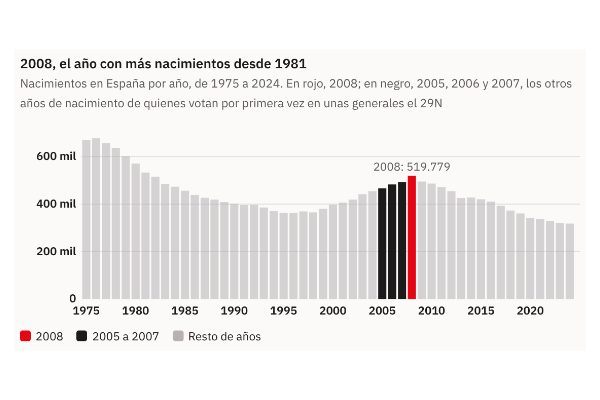 2008, el año con más nacimientos desde 1981
Nacimientos en España por año, de 1975 a 2024. En rojo, 2008; en negro, 2005, 2006 y 2007, los otros
años de nacimiento de quienes votan por primera vez en unas generales el 29N
2008: 519.779
600 mil
400 mil
200 mil
0
1975 1980 1985 1990 1995 2000 2005 2010 2015 2020
2008 2005 a 2007 Resto de años